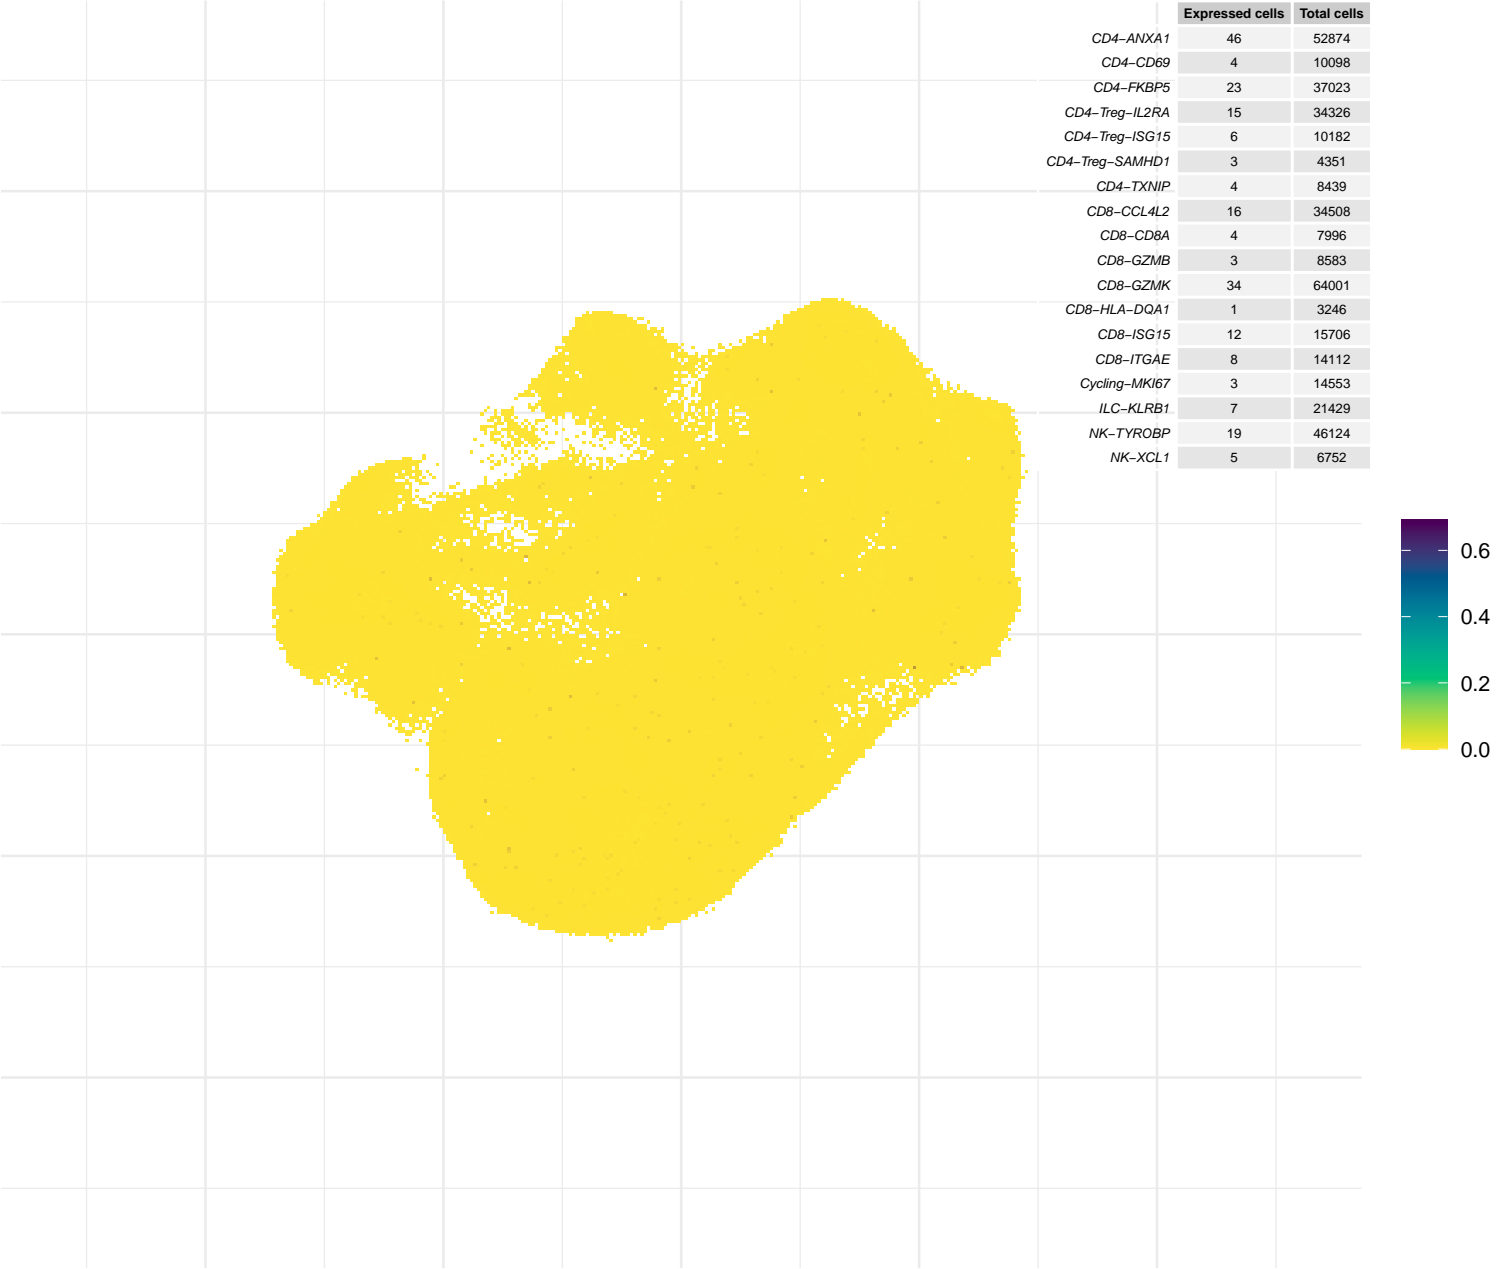 Expressed cells Total cells
CD4−ANXA1 46 52874
CD4−CD69 4 10098
CD4−FKBP5 23 37023
CD4−Treg−IL2RA 15 34326
CD4−Treg−ISG15 6 10182
CD4−Treg−SAMHD1 3 4351
CD4−TXNIP 4 8439
CD8−CCL4L2 16 34508
CD8−CD8A 4 7996
CD8−GZMB 3 8583
CD8−GZMK 34 64001
CD8−HLA−DQA1 1 3246
CD8−ISG15 12 15706
CD8−ITGAE 8 14112
Cycling−MKI67 3 14553
ILC−KLRB1 7 21429
NK−TYROBP 19 46124
NK−XCL1 5 6752
0.6
0.4
0.2
0.0